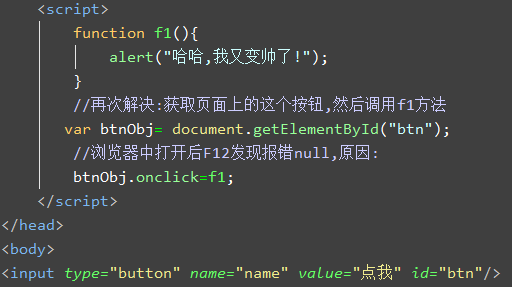 <script>
function f1(){
alert("哈哈,我又变帅了!");
}
//再次解决:获取页面上的这个按钮,然后调用f1方法
var btnObj= document.getElementById("btn");
//浏览器中打开后F12发现报错null,原因:
btnObj.onclick=f1;
</script>
</head>
<body>
<input type="button" name="name" value="点我" id="btn"/>